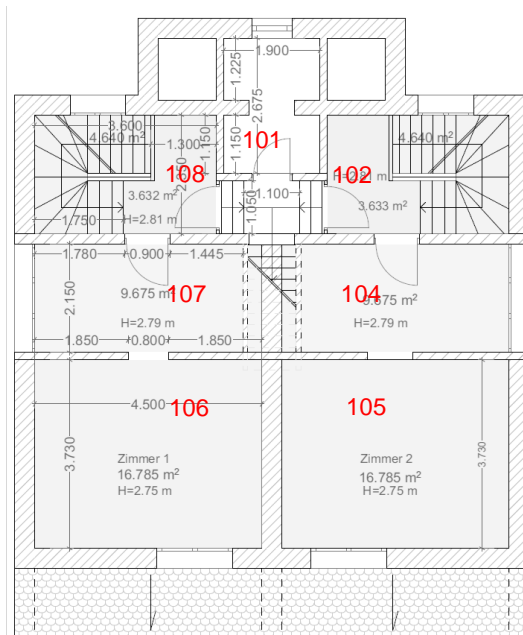 1.900
1.225
2.675
3.600
4.640 m²
1.300
1.150
1.150
101
4.640 m²
108
102
3.632 m²
H=2.81 m
1.100
1.050
3.633 m²
1.750
1.780
0.900
1.445
107
9.675 m²
104
9.675 m²
2.150
H=2.79 m
H=2.79 m
1.850
0.800
1.850
4.500
106
105
3.730
Zimmer 1
16.785 m²
H=2.75 m
Zimmer 2
16.785 m²
H=2.75 m
3.730